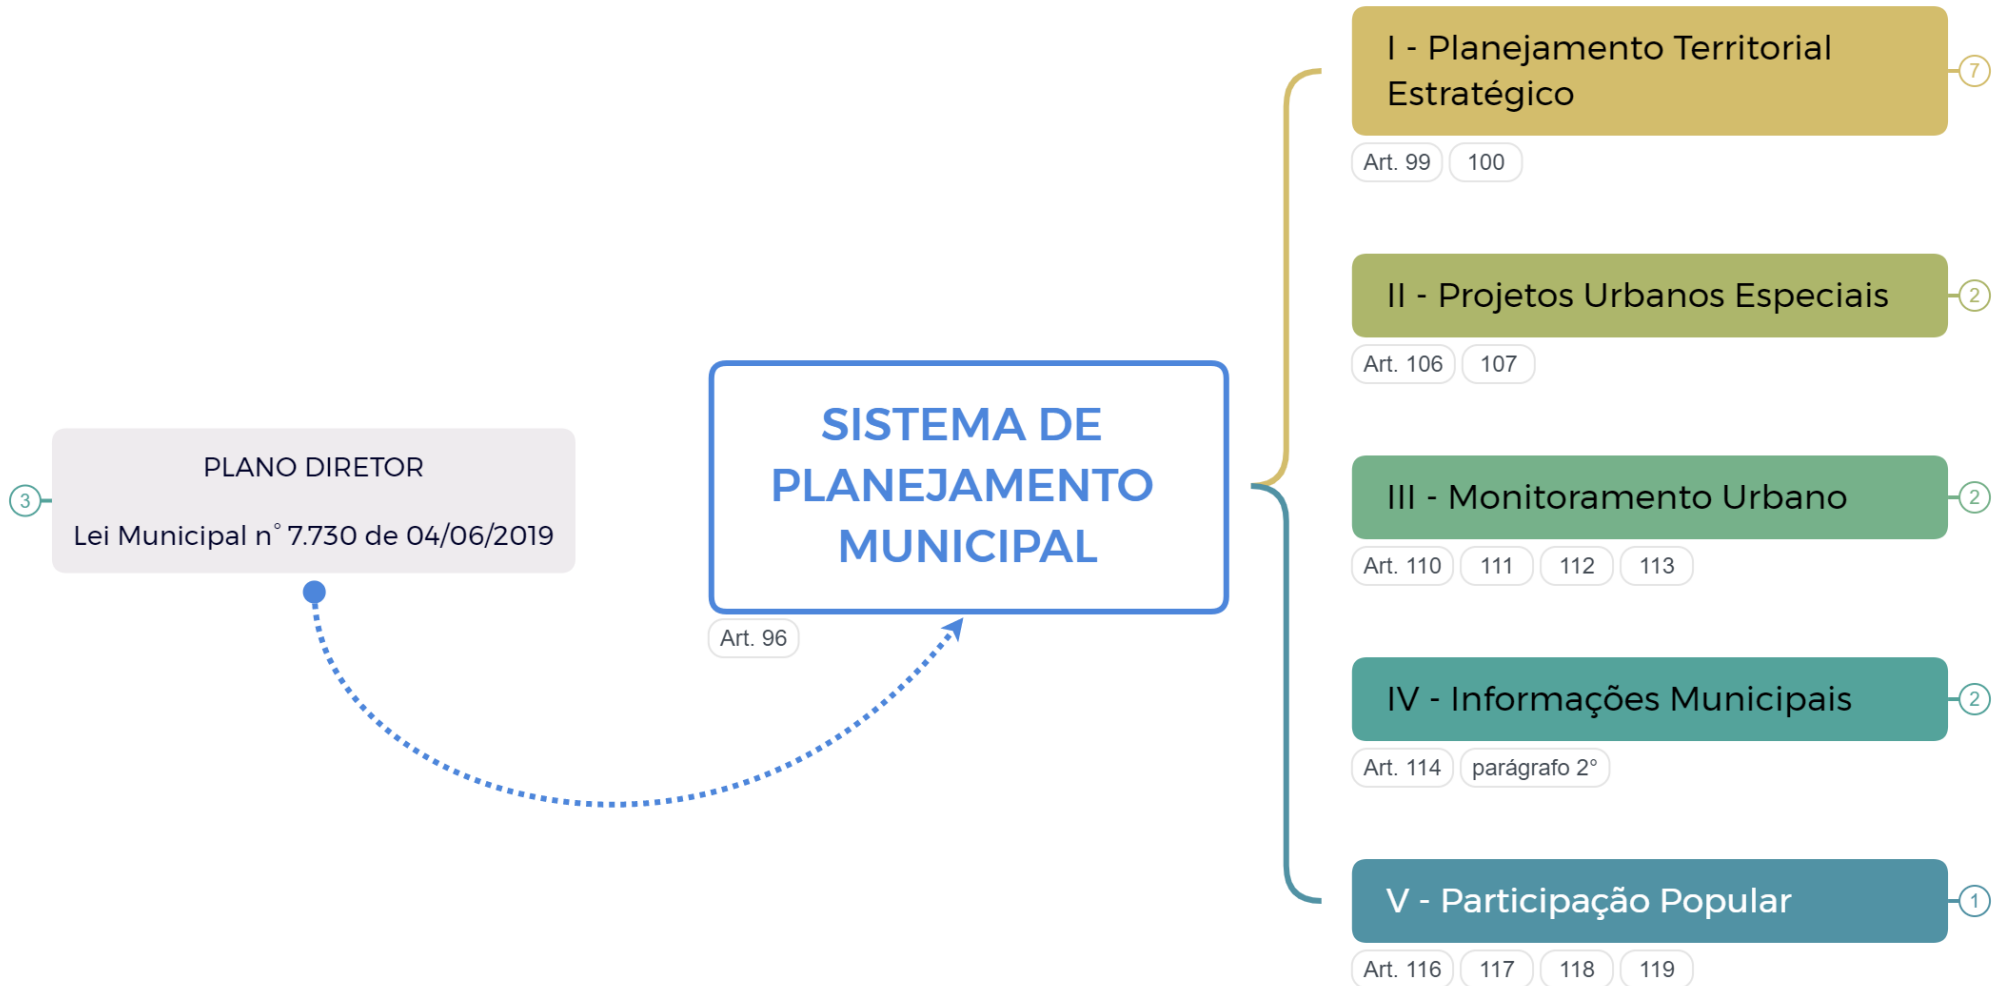 3
PLANO DIRETOR
Lei Municipal n° 7.730 de 04/06/2019
SISTEMA DE
PLANEJAMENTO
MUNICIPAL
Art. 96
I - Planejamento Territorial
Estratégico
7
Art. 99 100
II - Projetos Urbanos Especiais
2
Art. 106 107
III - Monitoramento Urbano
2
Art. 110 111 112 113
IV - Informações Municipais
2
Art. 114 parágrafo 2°
V - Participação Popular
1
Art. 116 117 118 119